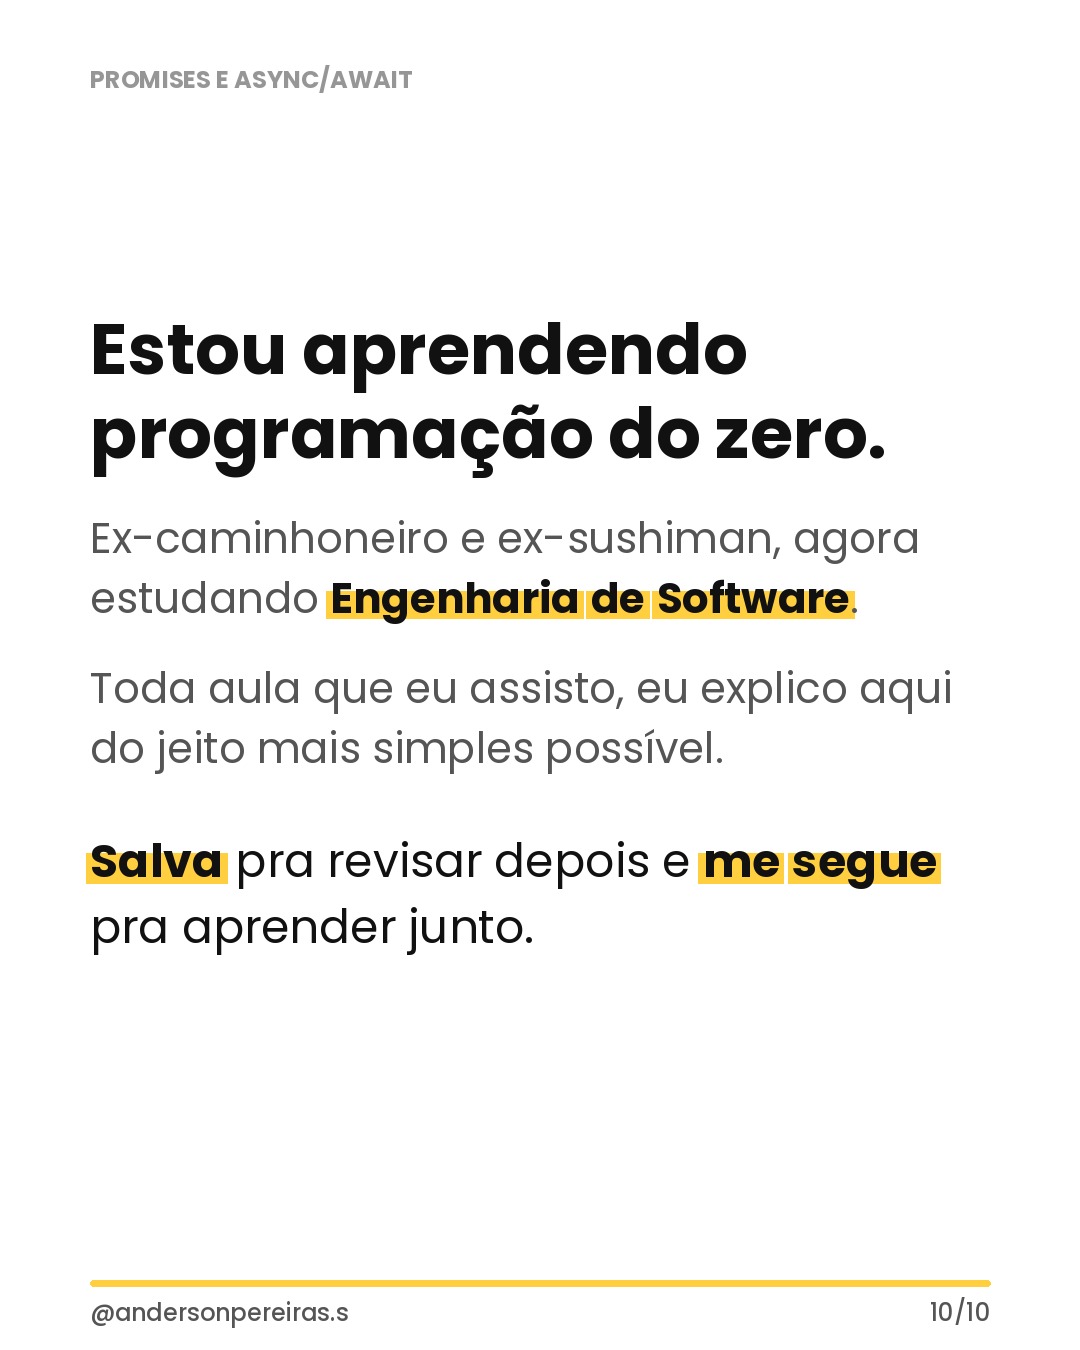 PROMISES E ASYNC/AWAIT
Estou aprendendo
programação do zero.
Ex-caminhoneiro e ex-sushiman, agora
estudando Engenharia de Software.
Toda aula que eu assisto, eu explico aqui
do jeito mais simples possível.
Salva pra revisar depois e me segue
pra aprender junto.
@andersonpereiras.s
10/10